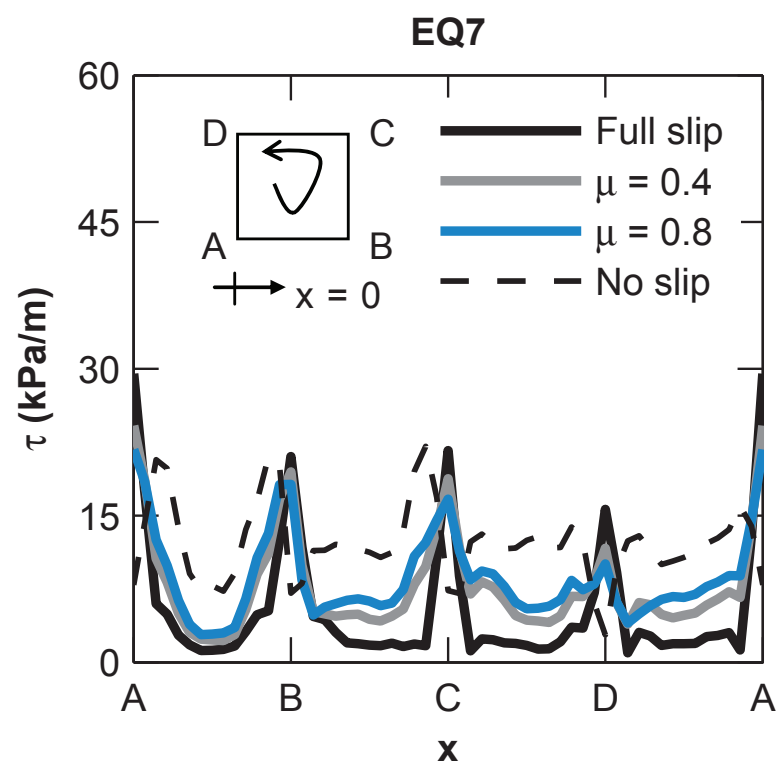 EQ7
60
45
30
15
0
τ (kPa/m)
D C
A B
x = 0
Full slip
μ = 0.4
μ = 0.8
No slip
A B C D A
x